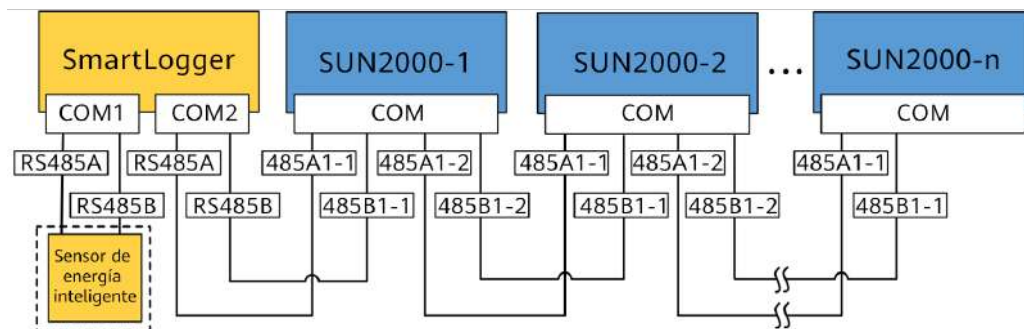 SmartLogger
SUN2000-1
SUN2000-2
...
SUN2000-n
COM1
COM2
COM
COM
COM
RS485A
RS485A
485A1-1
485A1-2
485A1-1
485A1-2
485A1-1
RS485B
RS485B
485B1-1
485B1-2
485B1-1
485B1-2
485B1-1
Sensor de
energía
inteligente